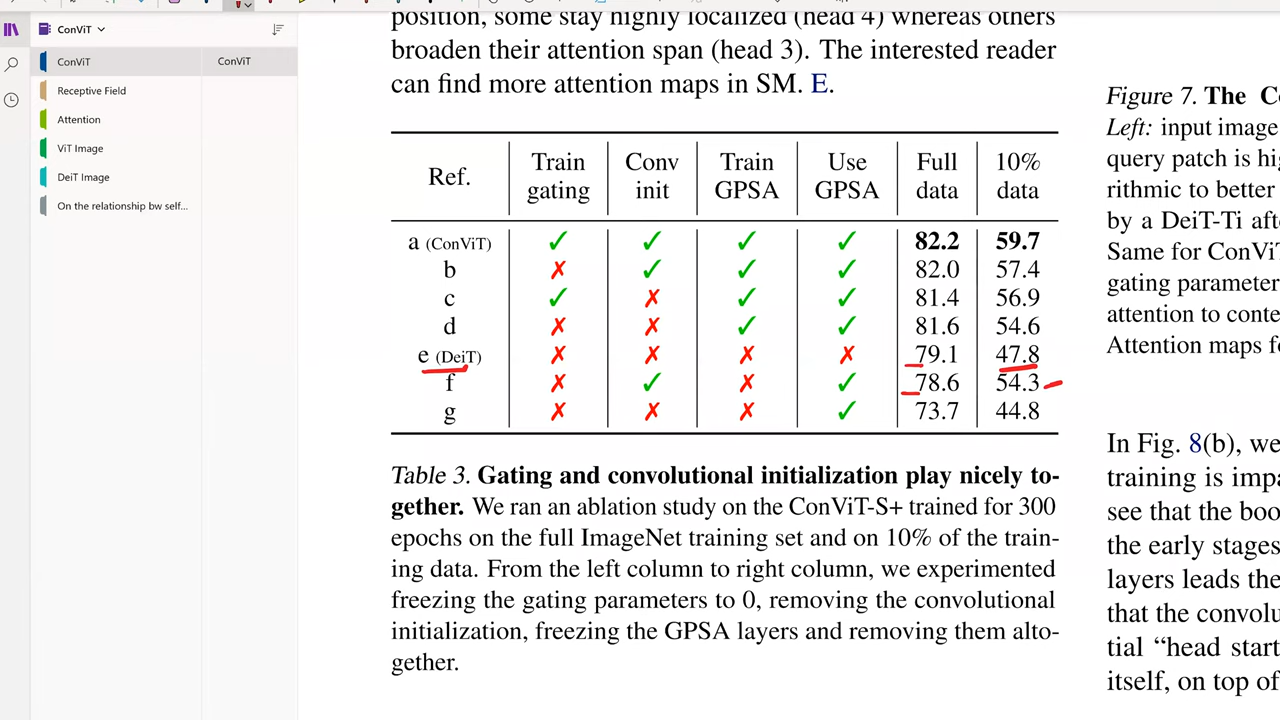 ConViT
ConViT
ConViT
Receptive Field
Attention
ViT Image
DeiT Image
On the relationship bw self...
position, some stay highly localized (head 4) whereas others
broaden their attention span (head 3). The interested reader
can find more attention maps in SM. E.
Ref. Train gating Conv init Train GPSA Use GPSA Full data 10% data
a (ConViT) ✓ ✓ ✓ ✓ 82.2 59.7
b ✗ ✓ ✓ ✓ 82.0 57.4
c ✓ ✗ ✓ ✓ 81.4 56.9
d ✗ ✗ ✓ ✓ 81.6 54.6
e (DeiT) ✗ ✗ ✗ ✗ 79.1 47.8
f ✗ ✓ ✗ ✓ 78.6 54.3
g ✗ ✗ ✗ ✓ 73.7 44.8
Table 3. Gating and convolutional initialization play nicely to-
gether. We ran an ablation study on the ConViT-S+ trained for 300
epochs on the full ImageNet training set and on 10% of the train-
ing data. From the left column to right column, we experimented
freezing the gating parameters to 0, removing the convolutional
initialization, freezing the GPSA layers and removing them alto-
gether.
Figure 7. The C
Left: input image
query patch is hi
rithmic to better
by a DeiT-Ti aft
Same for ConViT
gating parameter
attention to conte
Attention maps f
In Fig. 8(b), we
training is impa
see that the boo
the early stages
layers leads the
that the convolu
tial “head start
itself, on top of